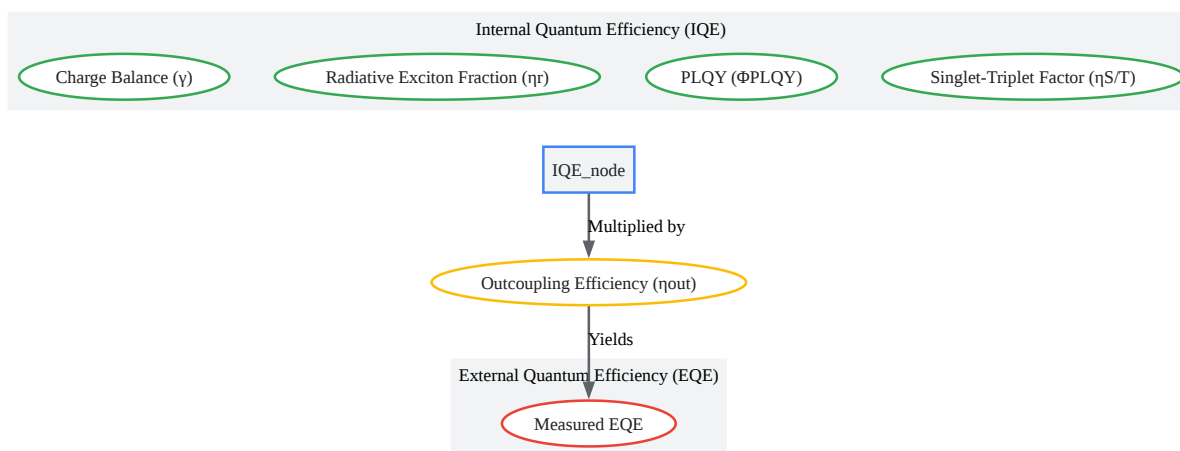 Internal Quantum Efficiency (IQE)
Charge Balance (γ)
Radiative Exciton Fraction (ηr)
PLQY (ΦPLQY)
Singlet-Triplet Factor (ηS/T)
IQE_node
Multiplied by
Outcoupling Efficiency (ηout)
Yields
External Quantum Efficiency (EQE)
Measured EQE